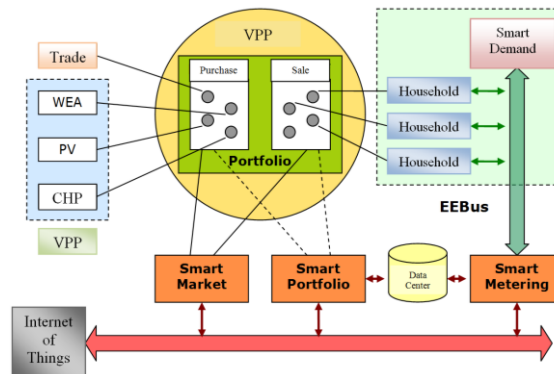 VPP
Smart
Demand
Trade
Purchase
Sale
WEA
Household
PV
Household
Household
Portfolio
CHP
EEBus
VPP
Smart
Market
Smart
Portfolio
Data
Center
Smart
Metering
Internet
of
Things